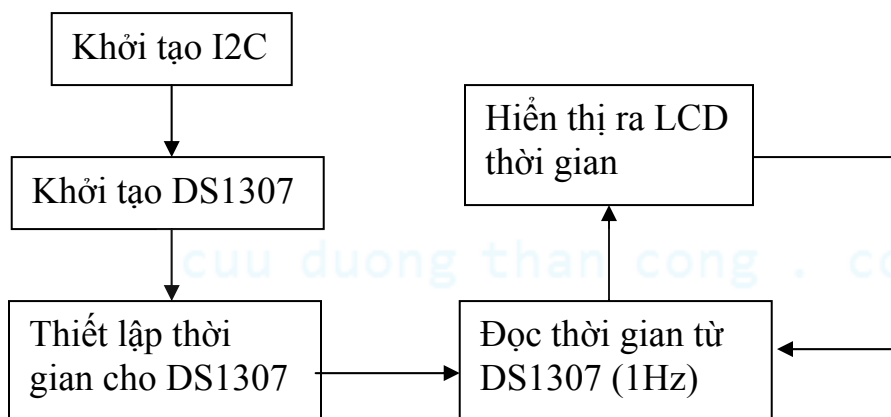 Khởi tạo I2C
Khởi tạo DS1307
Thiết lập thời
gian cho DS1307
Đọc thời gian từ
DS1307 (1Hz)
Hiển thị ra LCD
thời gian
cuu duong than cong . co